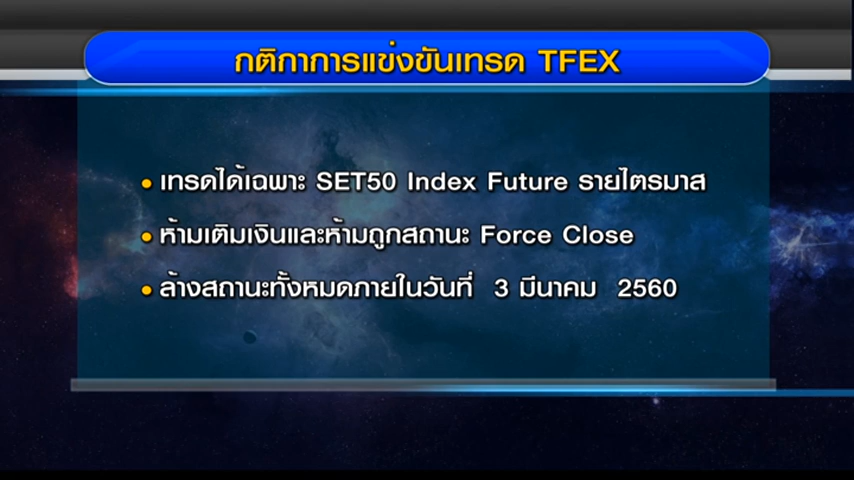 กติกาการแข่งขันเทรด TFEX
• เทรดได้เฉพาะ SET50 Index Future รายไตรมาส
• ห้ามเติมเงินและห้ามถูกสถานะ Force Close
• ล้างสถานะทั้งหมดภายในวันที่ 3 มีนาคม 2560